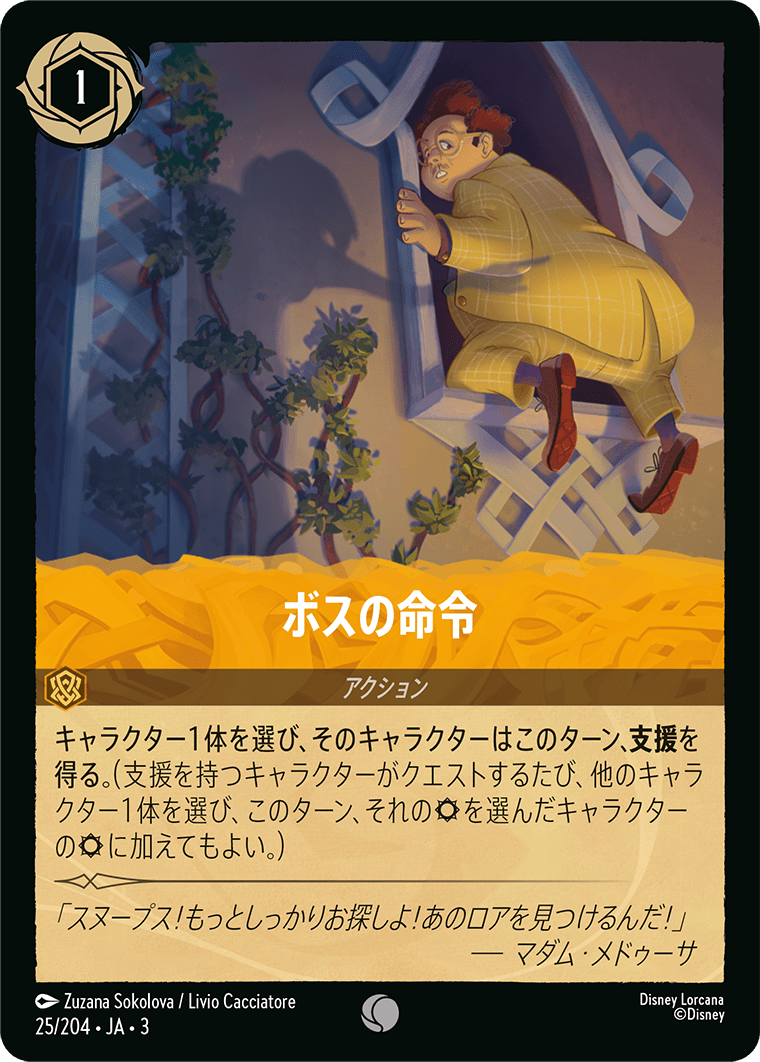 1
ボスの命令
アクション
キャラクター1体を選び、そのキャラクターはこのターン、支援を
得る。(支援を持つキャラクターがクエストするたび、他のキャラ
クター1体を選び、このターン、それの⛭を選んだキャラクター
の⛭に加えてもよい。)
「スヌープス!もっとしっかりお探しよ!あのロアを見つけるんだ!」
— マダム・メドゥーサ
Zuzana Sokolova / Livio Cacciatore
25/204 • JA • 3
Disney Lorcana
©Disney